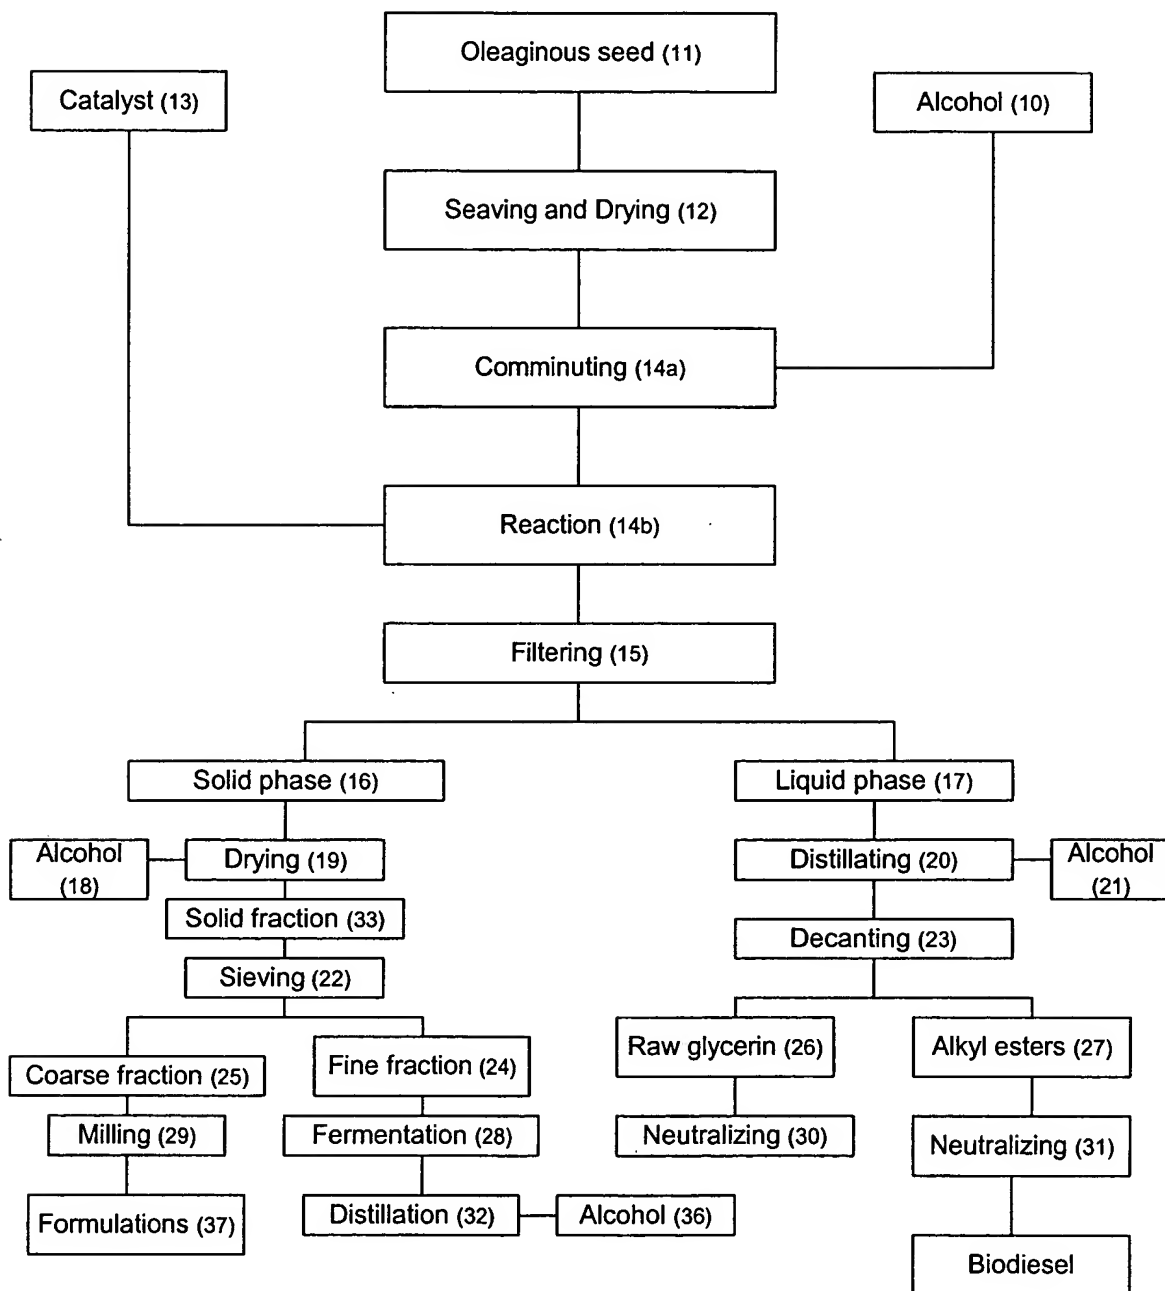 Oleaginous seed (11)
Catalyst (13)
Alcohol (10)
Seaving and Drying (12)
Comminuting (14a)
Reaction (14b)
Filtering (15)
Solid phase (16)
Liquid phase (17)
Alcohol
(18)
Drying (19)
Distillating (20)
Alcohol
(21)
Solid fraction (33)
Decanting (23)
Sieving (22)
Coarse fraction (25)
Fine fraction (24)
Raw glycerin (26)
Alkyl esters (27)
Milling (29)
Fermentation (28)
Neutralizing (30)
Neutralizing (31)
Formulations (37)
Distillation (32)
Alcohol (36)
Biodiesel